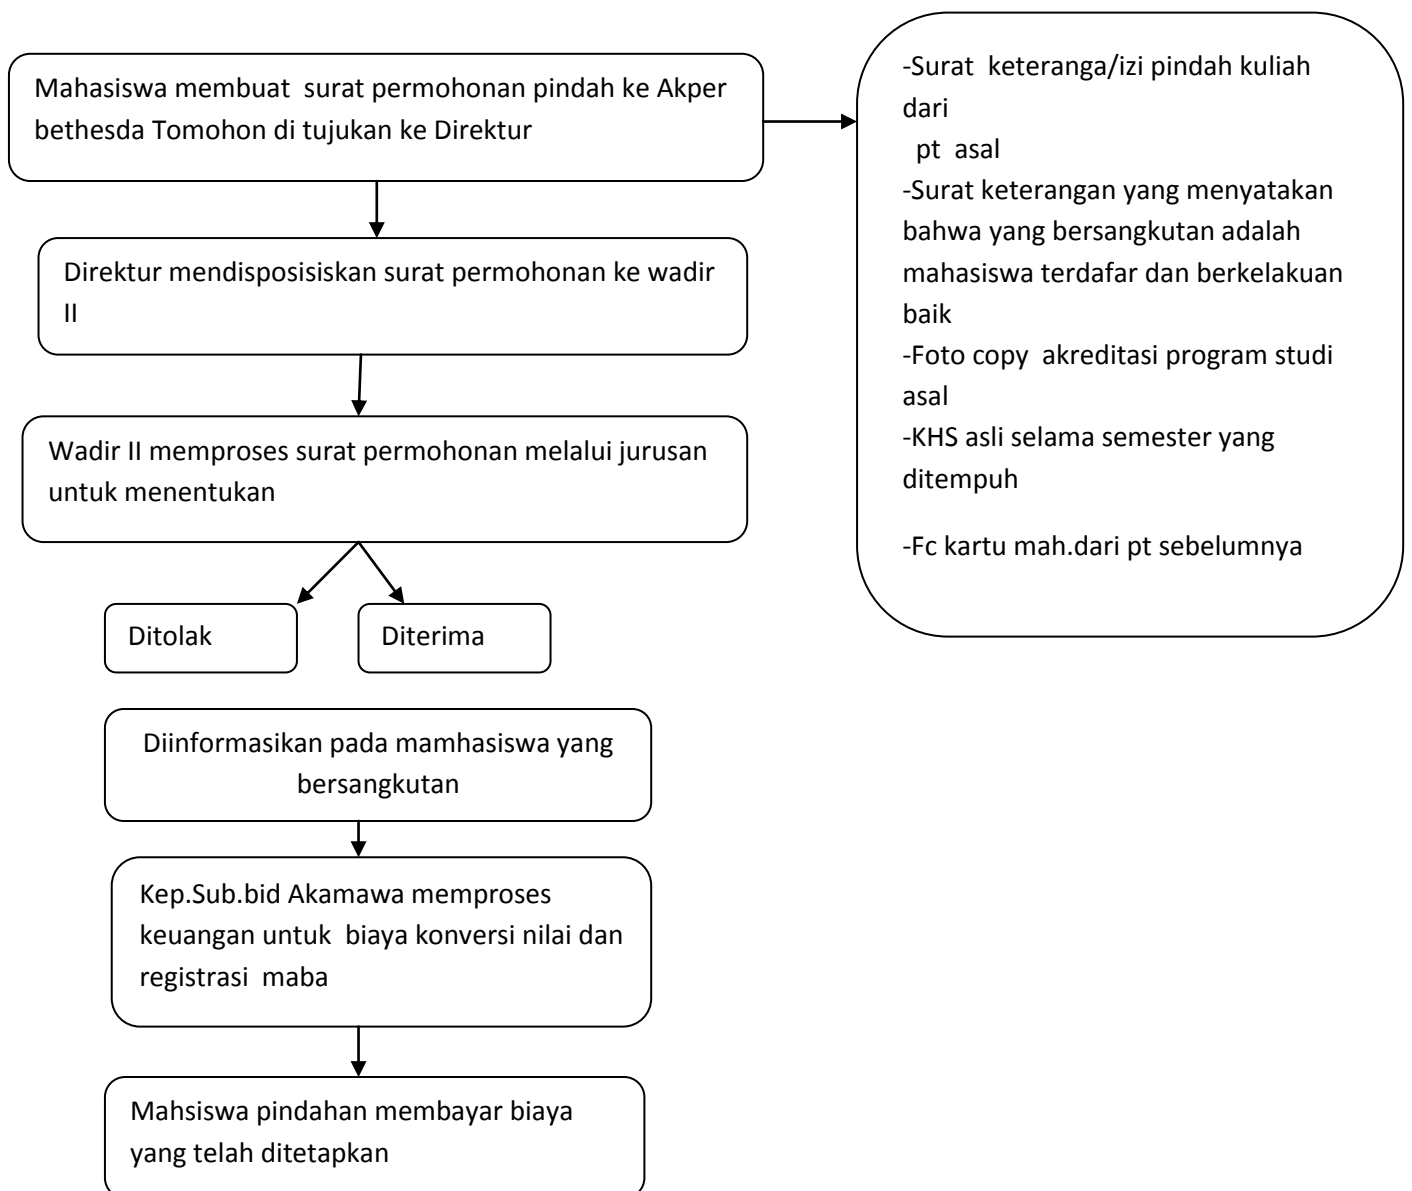 Mahasiswa membuat surat permohonan pindah ke Akper
bethesda Tomohon di tujukan ke Direktur
-Surat keteranga/izi pindah kuliah
dari
pt asal
-Surat keterangan yang menyatakan
bahwa yang bersangkutan adalah
mahasiswa terdafar dan berkelakuan
baik
-Foto copy akreditasi program studi
asal
-KHS asli selama semester yang
ditempuh
-Fc kartu mah.dari pt sebelumnya
Direktur mendisposisiskan surat permohonan ke wadir
II
Wadir II memproses surat permohonan melalui jurusan
untuk menentukan
Ditolak
Diterima
Diinformasikan pada mamhasiswa yang
bersangkutan
Kep.Sub.bid Akamawa memproses
keuangan untuk biaya konversi nilai dan
registrasi maba
Mahsiswa pindahan membayar biaya
yang telah ditetapkan